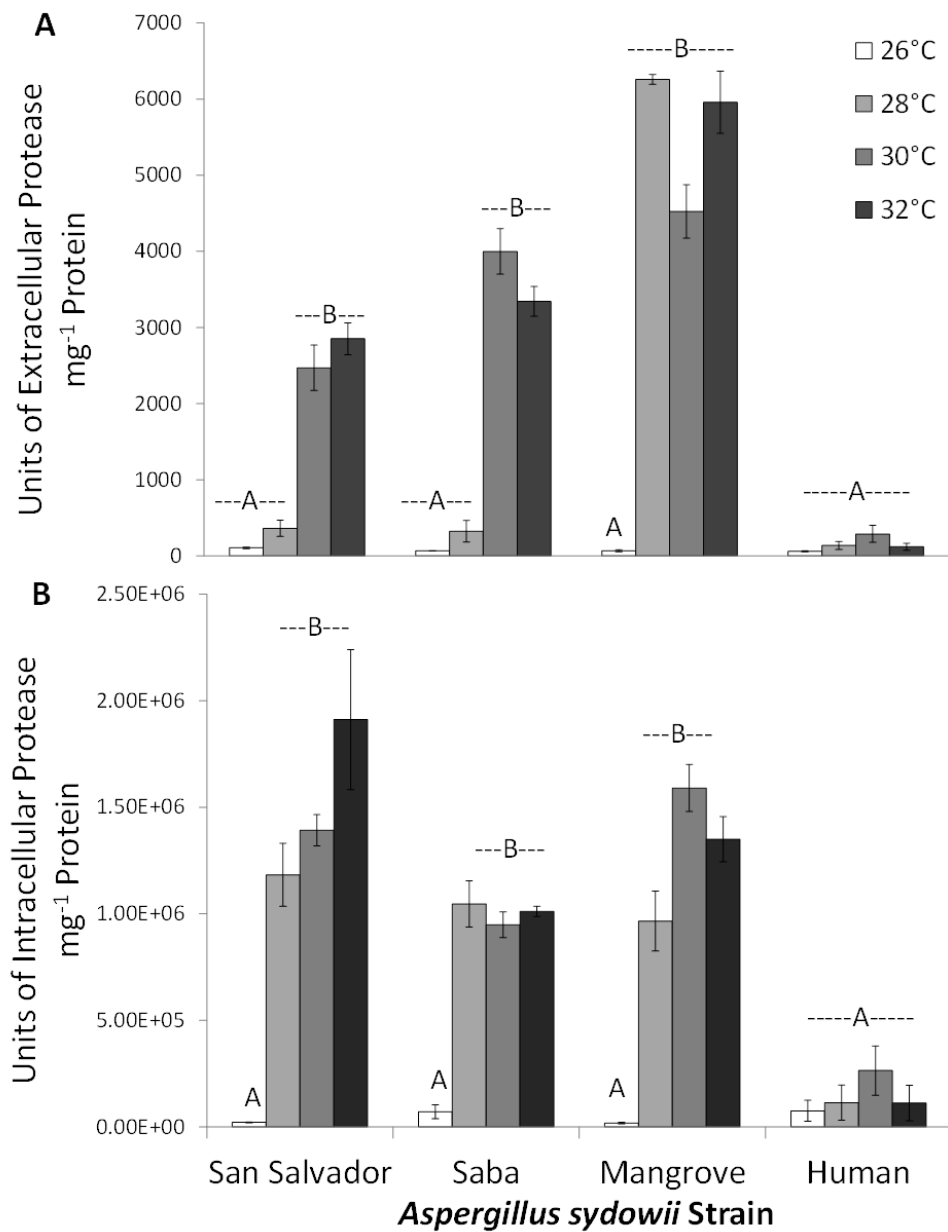 A
Units of Extracellular Protease
mg⁻¹ Protein
7000
6000
5000
4000
3000
2000
1000
0
----A----
---B---
----A----
---B---
A
-----B-----
------A------
26°C
28°C
30°C
32°C
B
Units of Intracellular Protease
mg⁻¹ Protein
2.50E+06
2.00E+06
1.50E+06
1.00E+06
5.00E+05
0.00E+00
A
---B---
A
---B---
A
---B---
------A------
San Salvador
Saba
Mangrove
Human
Aspergillus sydowii Strain